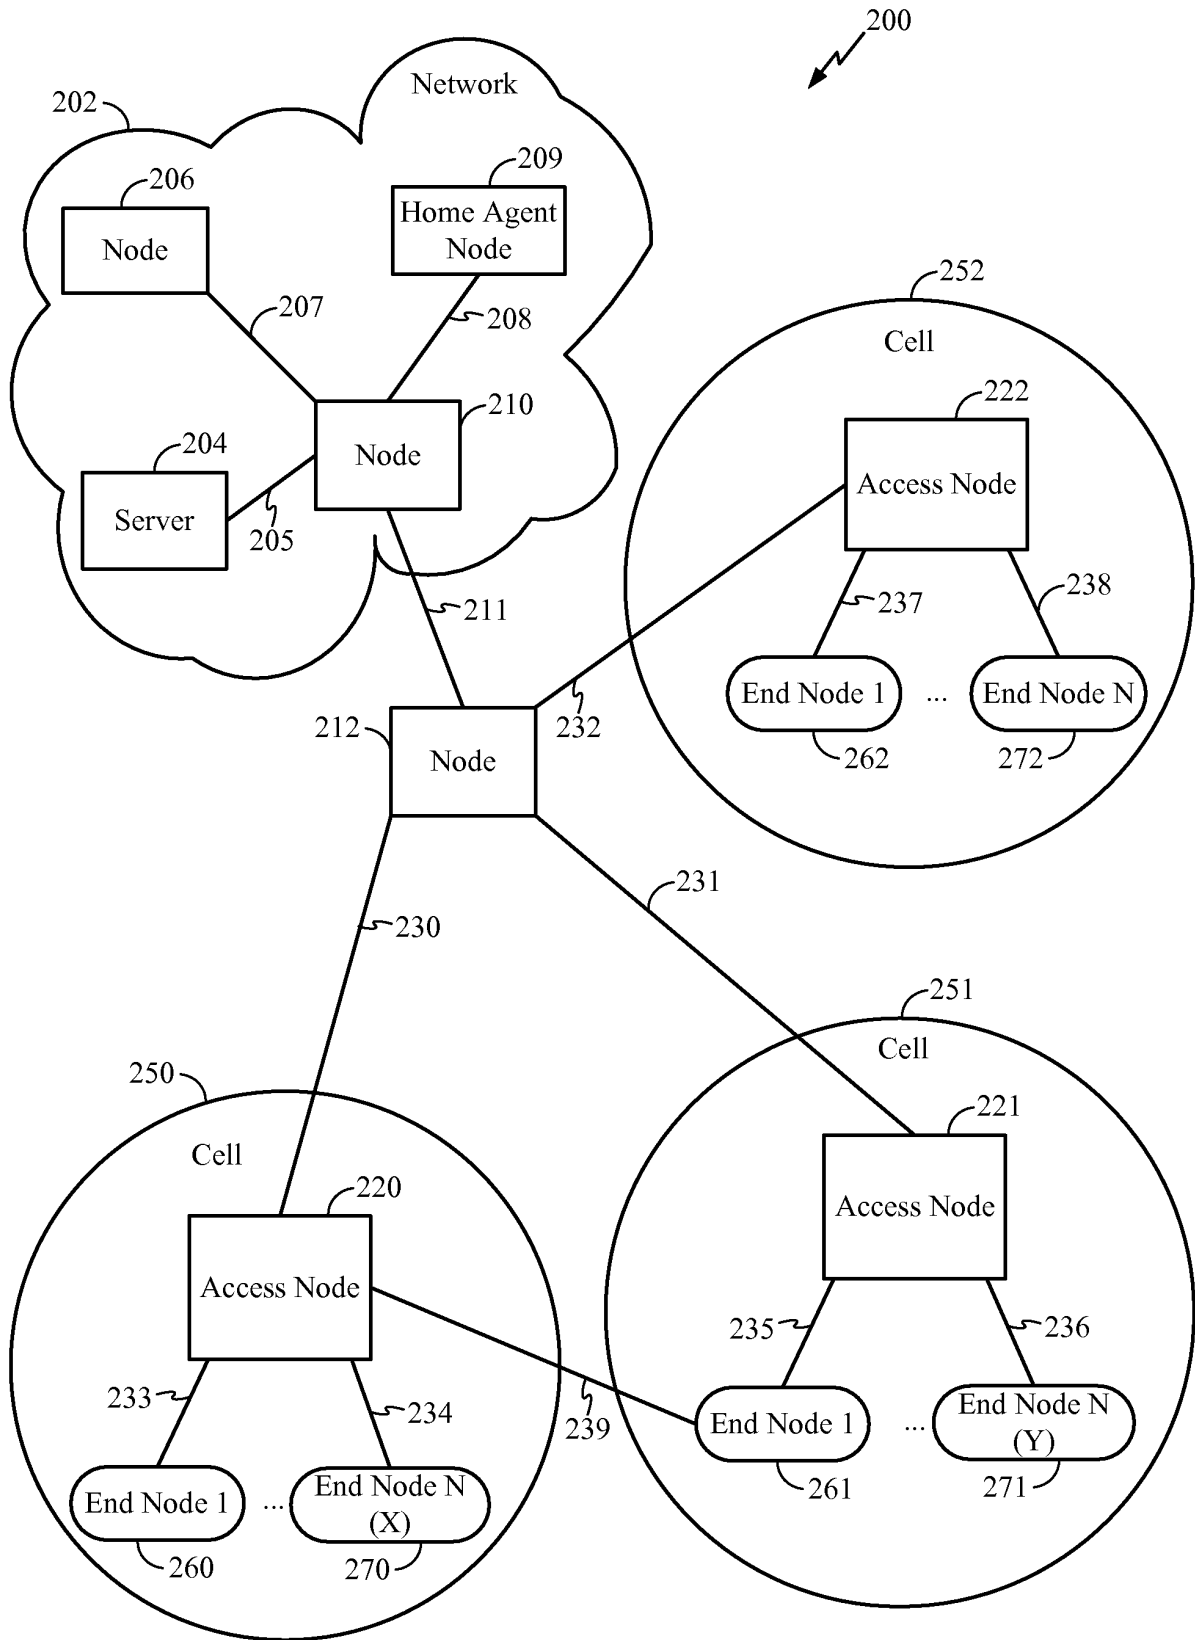 200
Network
202
209
206
Home Agent
Node
Node
252
207
208
Cell
210
222
204
Node
Access Node
Server
205
237
238
211
End Node 1
...
End Node N
212
232
262
272
Node
231
230
251
Cell
250
221
Cell
220
Access Node
Access Node
235
236
233
234
239
End Node 1
...
End Node N
(Y)
261
271
End Node 1
...
End Node N
(X)
260
270